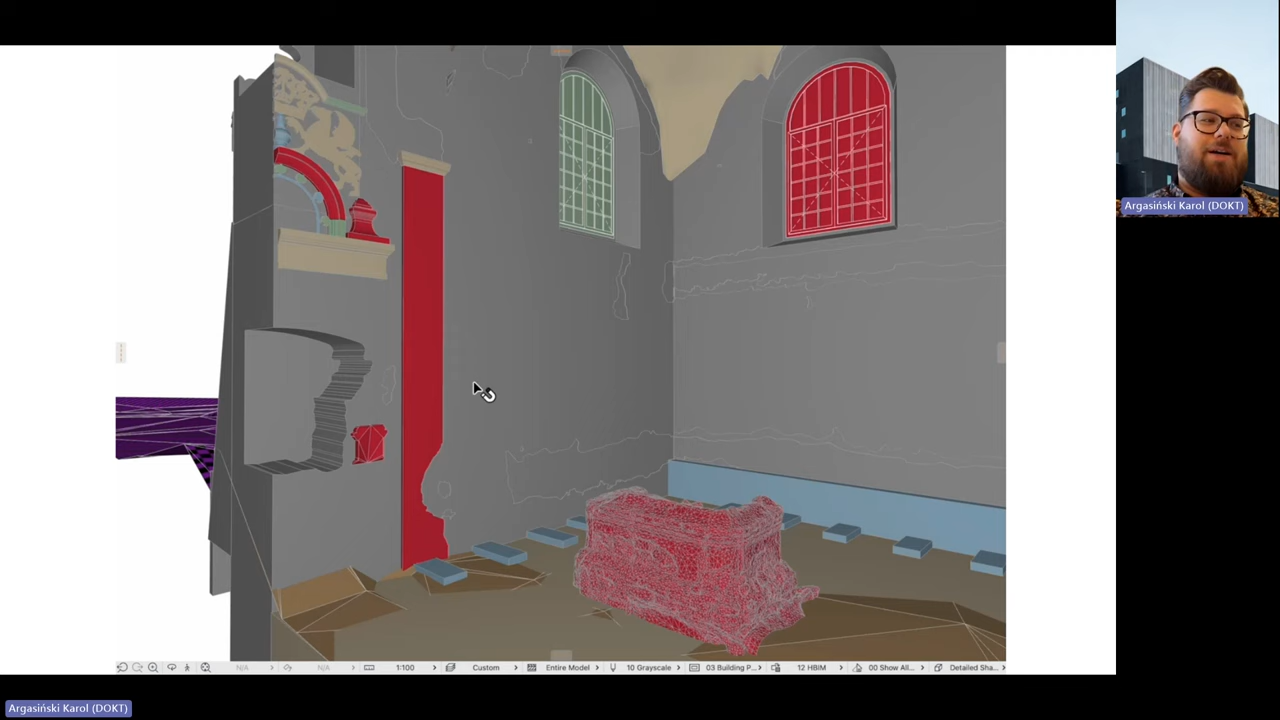 Argasiński Karol (DOKT)
N/A
N/A
1:100
Custom
Entire Model
10 Grayscale
03 Building P...
12 HBIM
00 Show All...
Detailed Sha...
Argasiński Karol (DOKT)